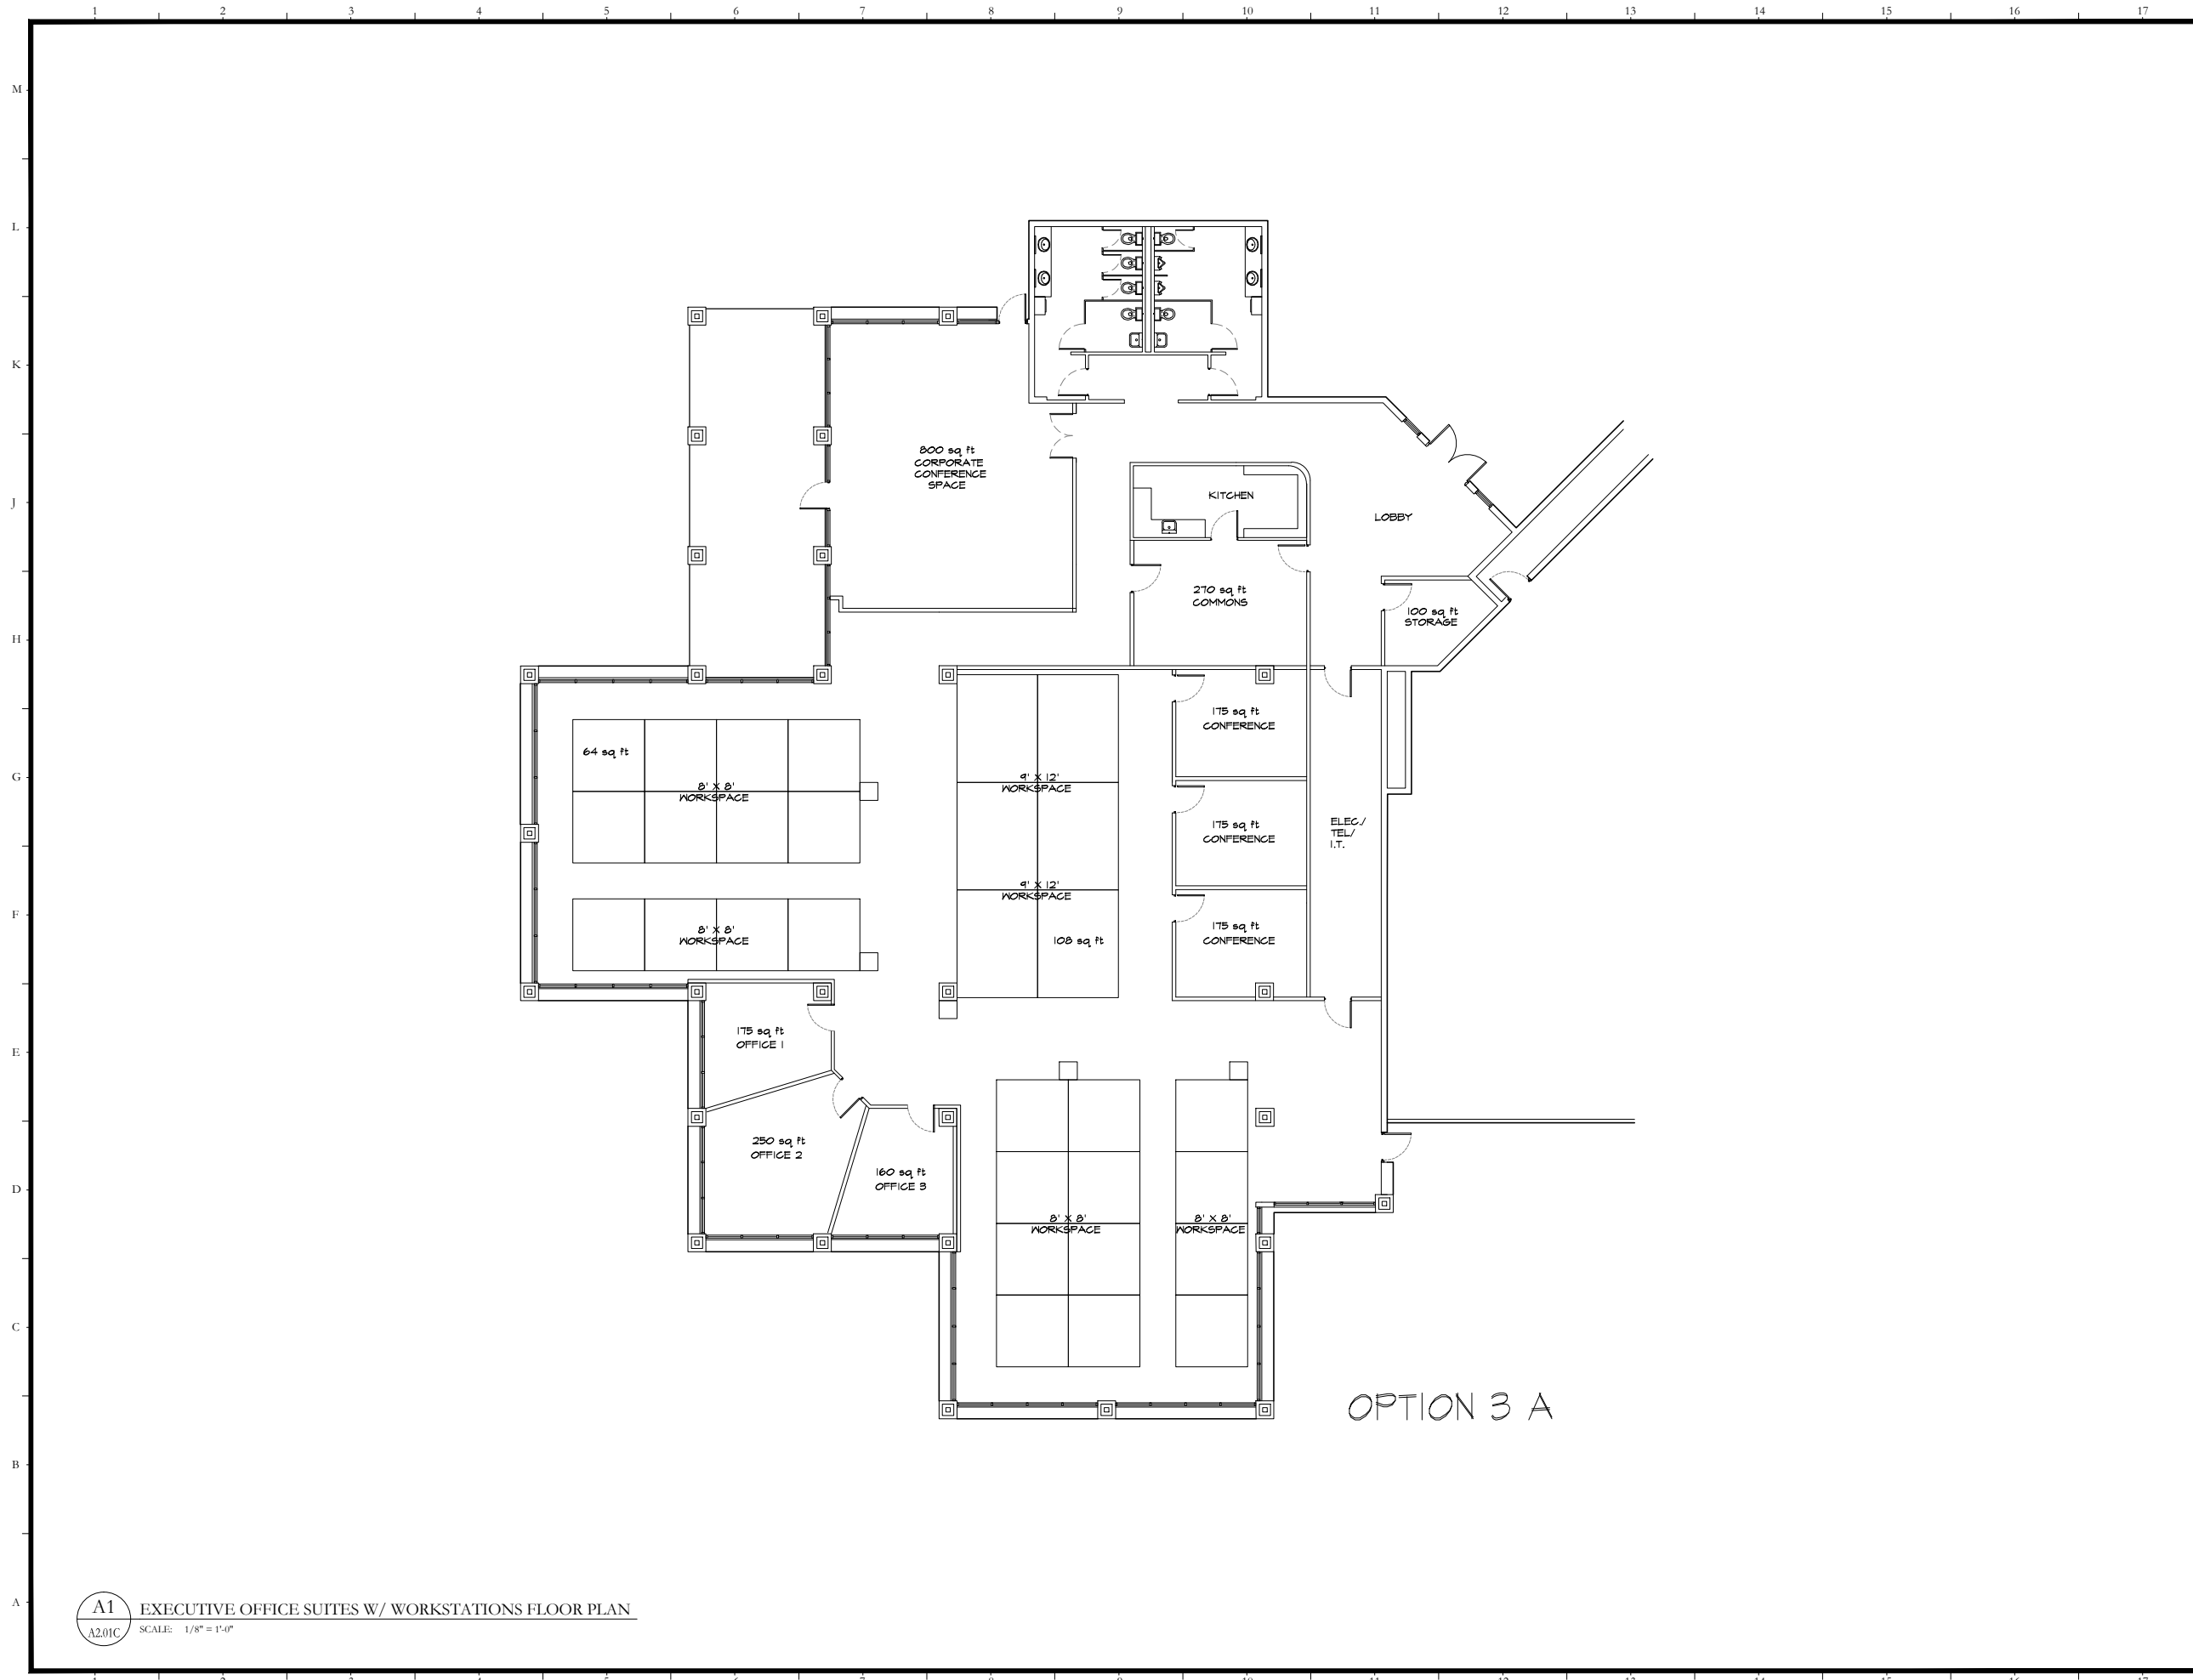 1 2 3 4 5 6 7 8 9 10 11 12 13 14 15 16 17
M
L
K
J
H
G
F
E
D
C
B
A
800 sq ft
CORPORATE
CONFERENCE
SPACE
KITCHEN
LOBBY
270 sq ft
COMMONS
100 sq ft
STORAGE
175 sq ft
CONFERENCE
64 sq ft
8' X 8'
WORKSPACE
9' X 12'
WORKSPACE
175 sq ft
CONFERENCE
ELEC./
TEL/
I.T.
9' X 12'
WORKSPACE
8' X 8'
WORKSPACE
108 sq ft
175 sq ft
CONFERENCE
175 sq ft
OFFICE 1
250 sq ft
OFFICE 2
160 sq ft
OFFICE 3
8' X 8'
WORKSPACE
8' X 8'
WORKSPACE
OPTION 3 A
A1
A2.01C
EXECUTIVE OFFICE SUITES W/ WORKSTATIONS FLOOR PLAN
SCALE: 1/8" = 1'-0"